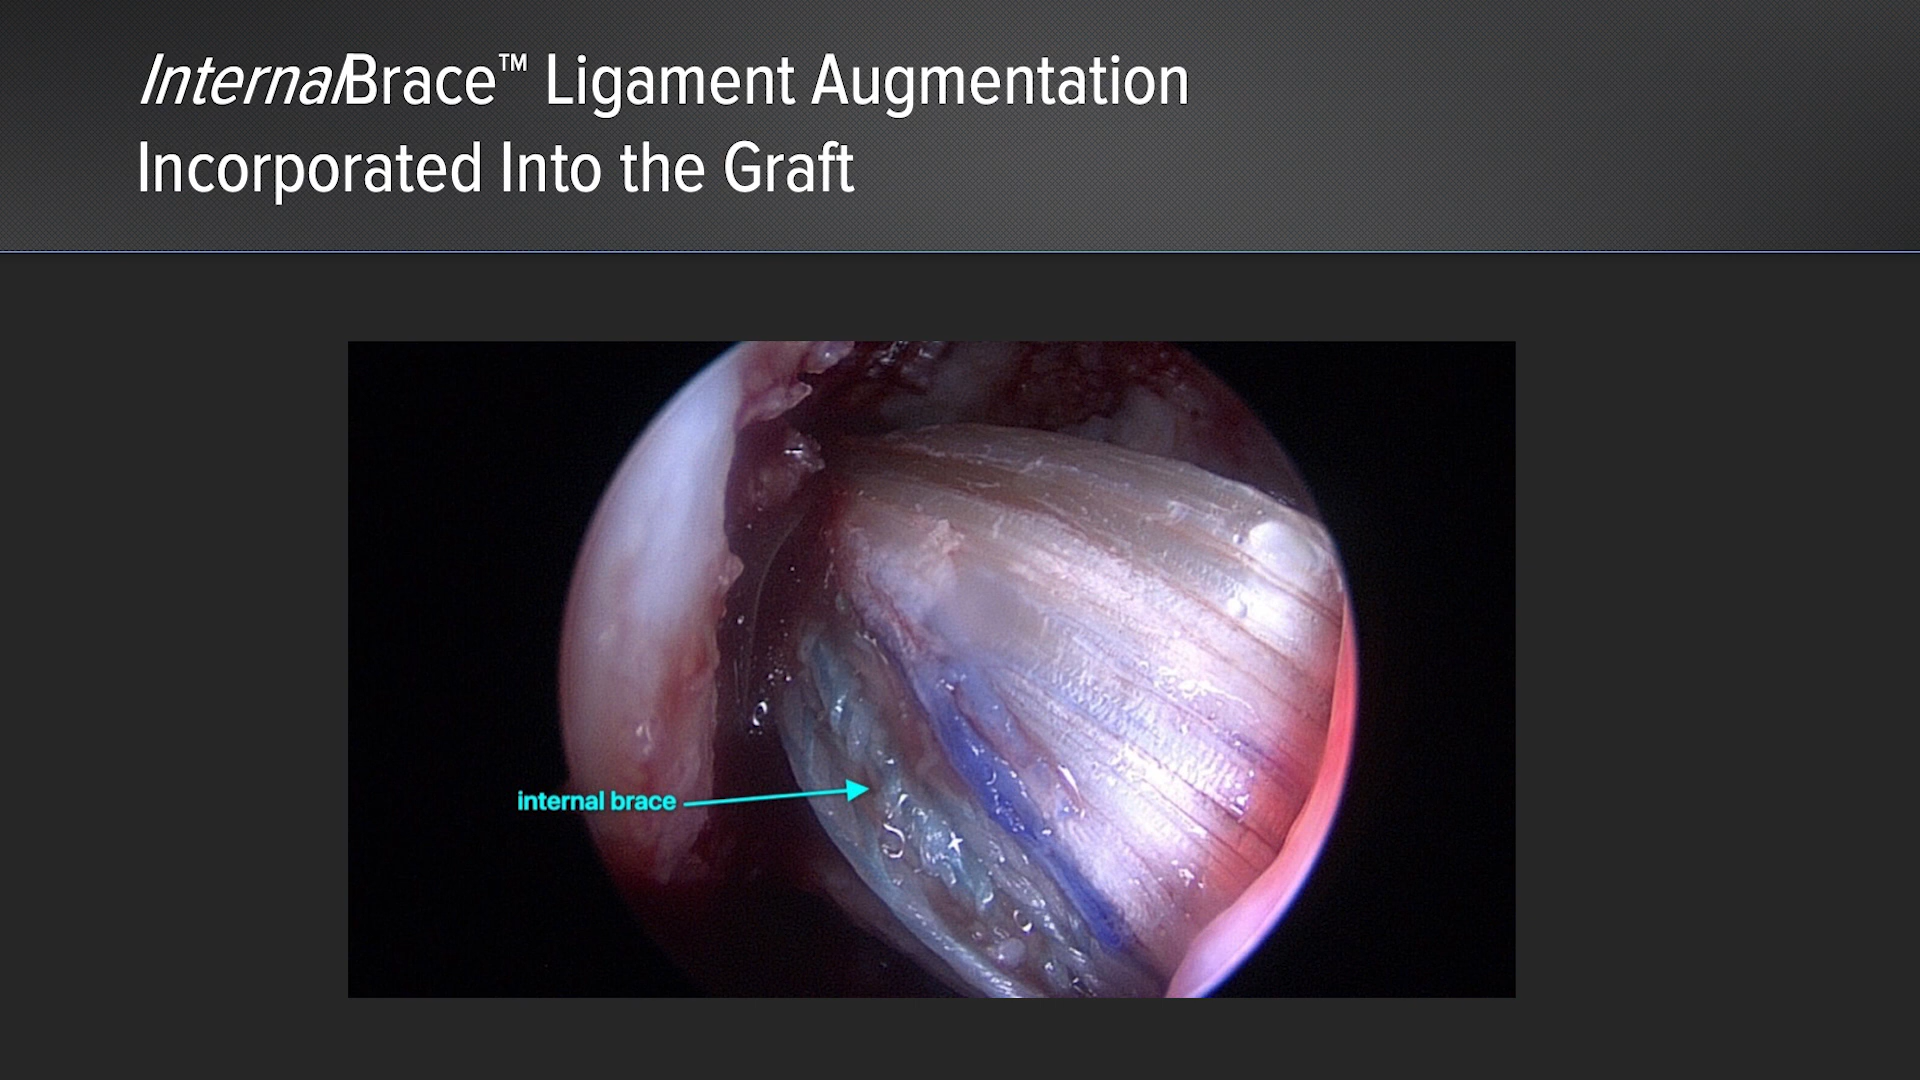 InternalBrace™ Ligament Augmentation
Incorporated Into the Graft
internal brace